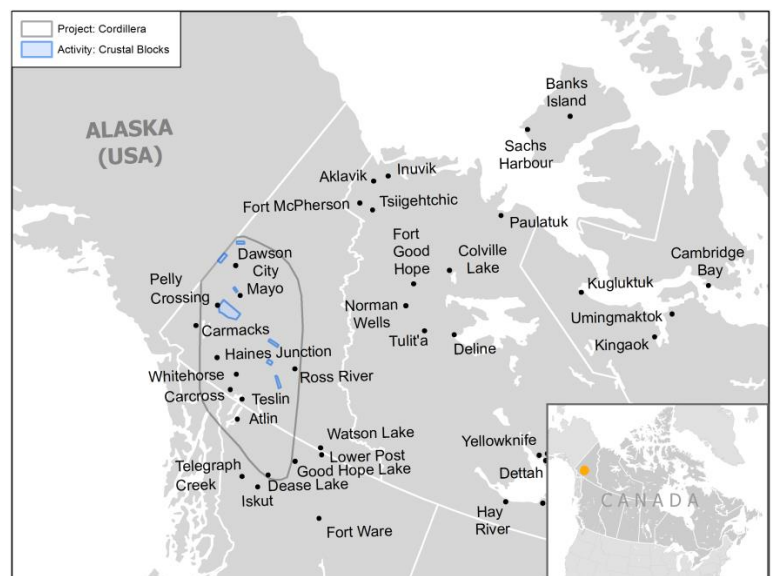 Project: Cordillera
Activity: Crustal Blocks
Banks
Island
ALASKA
(USA)
Sachs
Harbour
Aklavik
Inuvik
Fort McPherson
Tsiigehtchic
Paulatuk
Fort
Good
Hope
Colville
Lake
Cambridge
Bay
Dawson
City
Pelly
Crossing
Mayo
Kugluktuk
Norman
Wells
Umingmaktok
Carmacks
Tulit'a
Deline
Kingaok
Haines Junction
Whitehorse
Ross River
Carcross
Teslin
Atlin
Watson Lake
Yellowknife
Lower Post
Telegraph
Creek
Good Hope Lake
Dettah
Dease Lake
Iskut
CANADA
Hay
River
Fort Ware